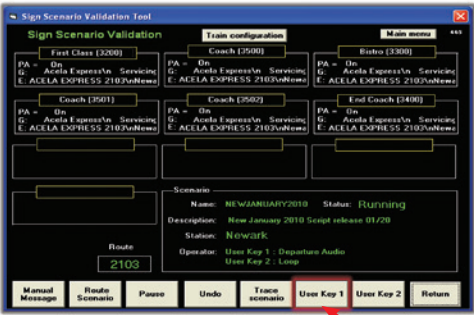 Sign Scenario Validation Tool
Sign Scenario Validation
Train configuration
Main menu
First Class [3200]
Coach [3500]
Bistro [3300]
PA = On
G: Acela Express\n Servicing
E: ACELA EXPRESS 2103\nNewa
PA = On
G: Acela Express\n Servicing
E: ACELA EXPRESS 2103\nNewa
PA = On
G: Acela Express\n Servicing
E: ACELA EXPRESS 2103\nNewa
Coach [3501]
Coach [3502]
End Coach [3400]
PA = On
G: Acela Express\n Servicing
E: ACELA EXPRESS 2103\nNewa
PA = On
G: Acela Express\n Servicing
E: ACELA EXPRESS 2103\nNewa
PA = On
G: Acela Express\n Servicing
E: ACELA EXPRESS 2103\nNewa
Scenario
Name: NEWJANUARY2010 Status: Running
Description: New January 2010 Script release 01/20
Station: Newark
Operator: User Key 1 : Departure Audio
User Key 2 : Loop
Route
2103
Manual Message
Route Scenario
Pause
Undo
Trace scenario
User Key 1
User Key 2
Return